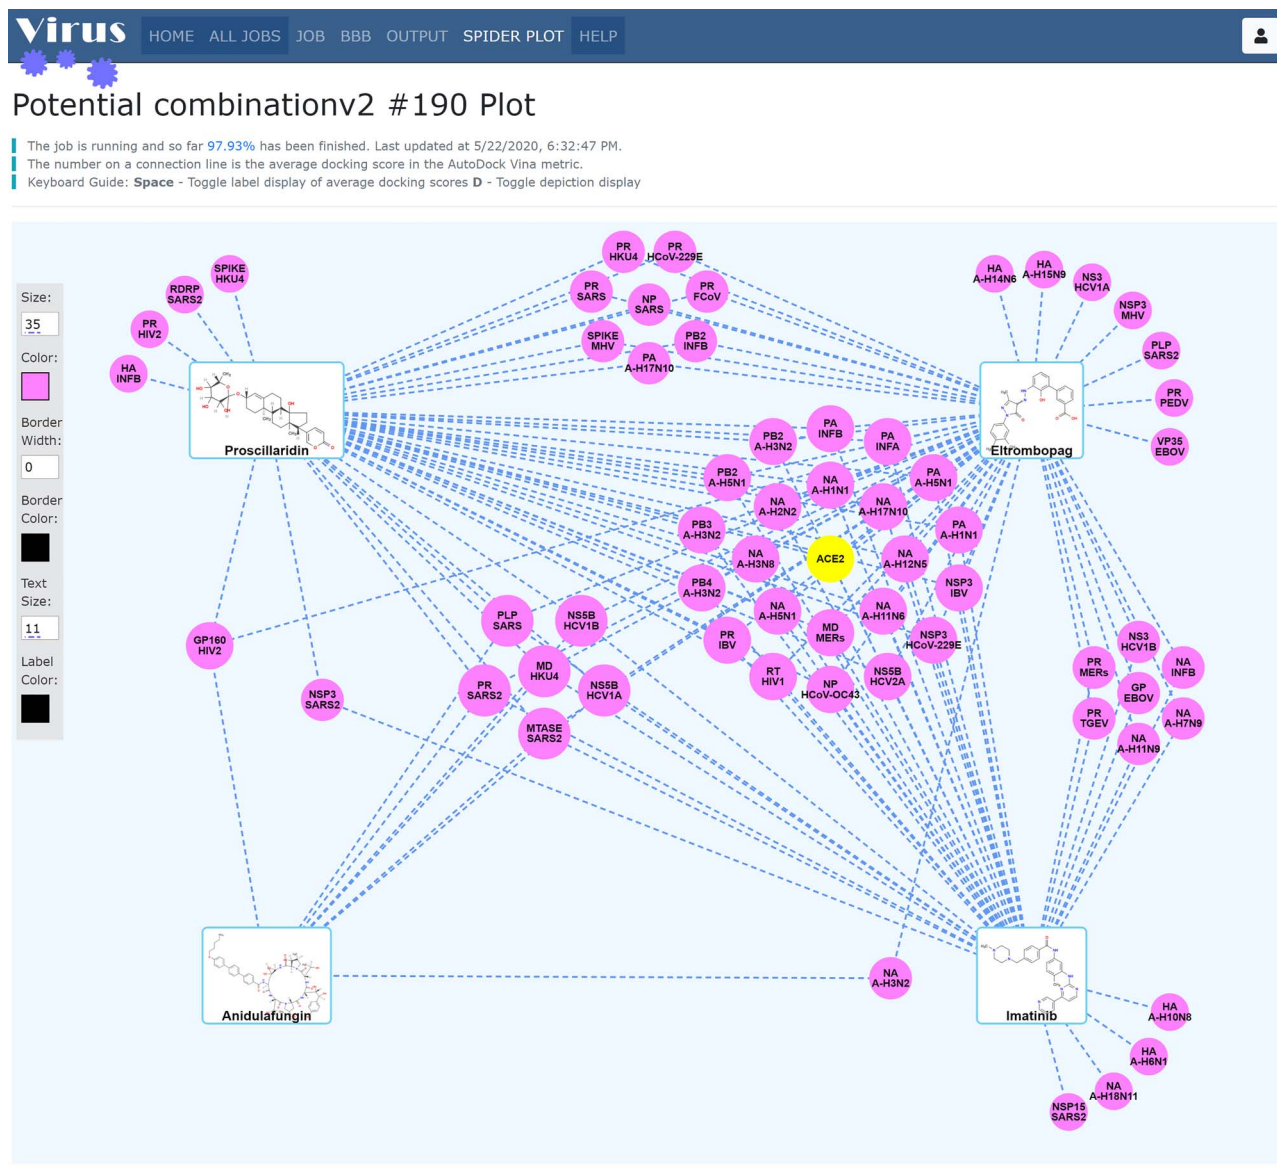 Virus
HOME ALL JOBS JOB BBB OUTPUT SPIDER PLOT HELP
Potential combinationv2 #190 Plot
The job is running and so far 97.93% has been finished. Last updated at 5/22/2020, 6:32:47 PM.
The number on a connection line is the average docking score in the AutoDock Vina metric.
Keyboard Guide: Space - Toggle label display of average docking scores D - Toggle depiction display
Size:
35
Color:
Border
Width:
0
Border
Color:
Text
Size:
11
Label
Color:
SPIKE
HKU4
RDRP
SARS2
PR
HIV2
HA
INFB
Proscillaridin
PR
HKU4
PR
HCoV-229E
PR
SARS
NP
SARS
PR
FCoV
SPIKE
MHV
PA
A-H17N10
PB2
INFB
HA
A-H14N6
HA
A-H15N9
NS3
HCV1A
NSP3
MHV
PLP
SARS2
PR
PEDV
VP35
EBOV
Eltrombopag
PB2
A-H3N2
PA
INFB
PA
INFA
PB2
A-H5N1
NA
A-H1N1
PA
A-H5N1
NA
A-H2N2
NA
A-H17N10
PB3
A-H3N2
PA
A-H1N1
NA
A-H3N8
ACE2
NA
A-H12N5
PB4
A-H3N2
NSP3
IBV
NA
A-H5N1
NA
A-H11N6
PR
IBV
MD
MERs
NSP3
HCoV-229E
RT
HIV1
NP
HCoV-OC43
NS5B
HCV2A
PLP
SARS
NS5B
HCV1B
MD
HKU4
PR
SARS2
NS5B
HCV1A
MTASE
SARS2
GP160
HIV2
NSP3
SARS2
NS3
HCV1B
PR
MERs
NA
INFB
GP
EBOV
PR
TGEV
NA
A-H7N9
NA
A-H11N9
Anidulafungin
NA
A-H3N2
Imatinib
HA
A-H10N8
HA
A-H6N1
NA
A-H18N11
NSP15
SARS2